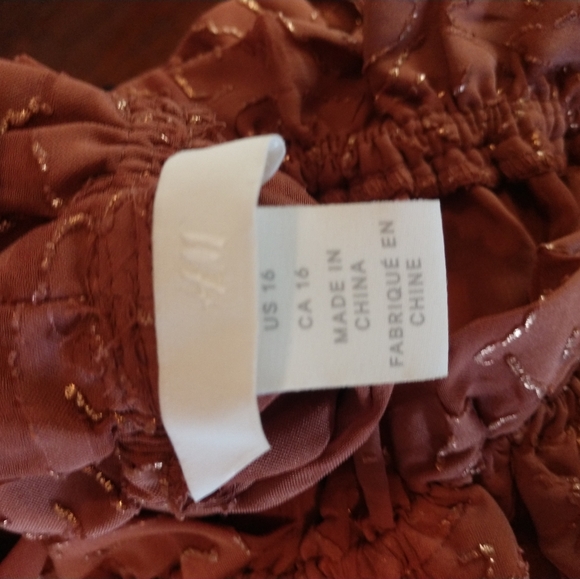 US 16
CA 16
MADE IN
CHINA
FABRIQUÉ EN
CHINE